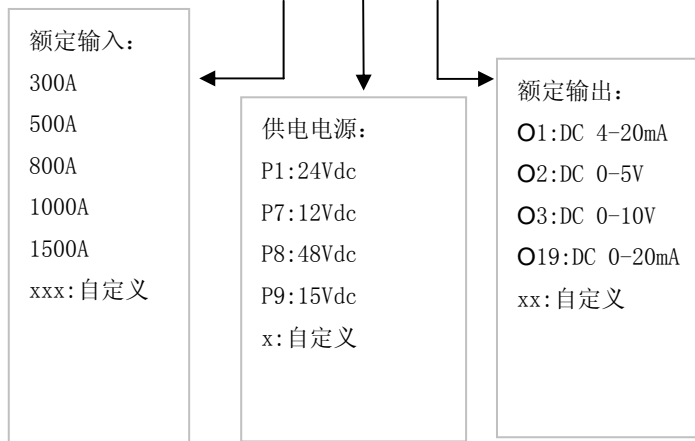 额定输入：
300A
500A
800A
1000A
1500A
xxx:自定义
供电电源：
P1:24Vdc
P7:12Vdc
P8:48Vdc
P9:15Vdc
x:自定义
额定输出：
O1:DC 4-20mA
O2:DC 0-5V
O3:DC 0-10V
O19:DC 0-20mA
xx:自定义